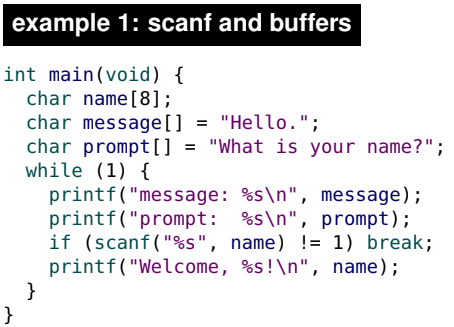 example 1: scanf and buffers
int main(void) {
  char name[8];
  char message[] = "Hello.";
  char prompt[] = "What is your name?";
  while (1) {
    printf("message: %s\n", message);
    printf("prompt:  %s\n", prompt);
    if (scanf("%s", name) != 1) break;
    printf("Welcome, %s!\n", name);
  }
}